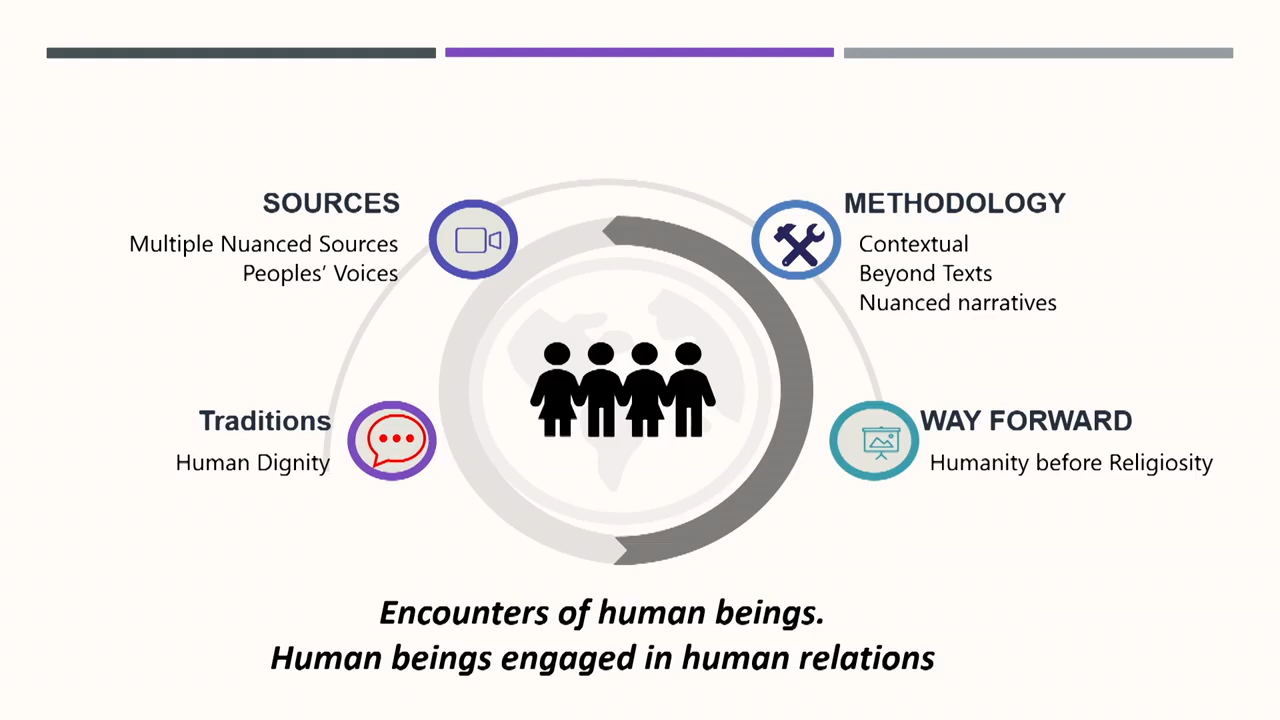 SOURCES
Multiple Nuanced Sources
Peoples’ Voices
METHODOLOGY
Contextual
Beyond Texts
Nuanced narratives
Traditions
Human Dignity
WAY FORWARD
Humanity before Religiosity
Encounters of human beings.
Human beings engaged in human relations